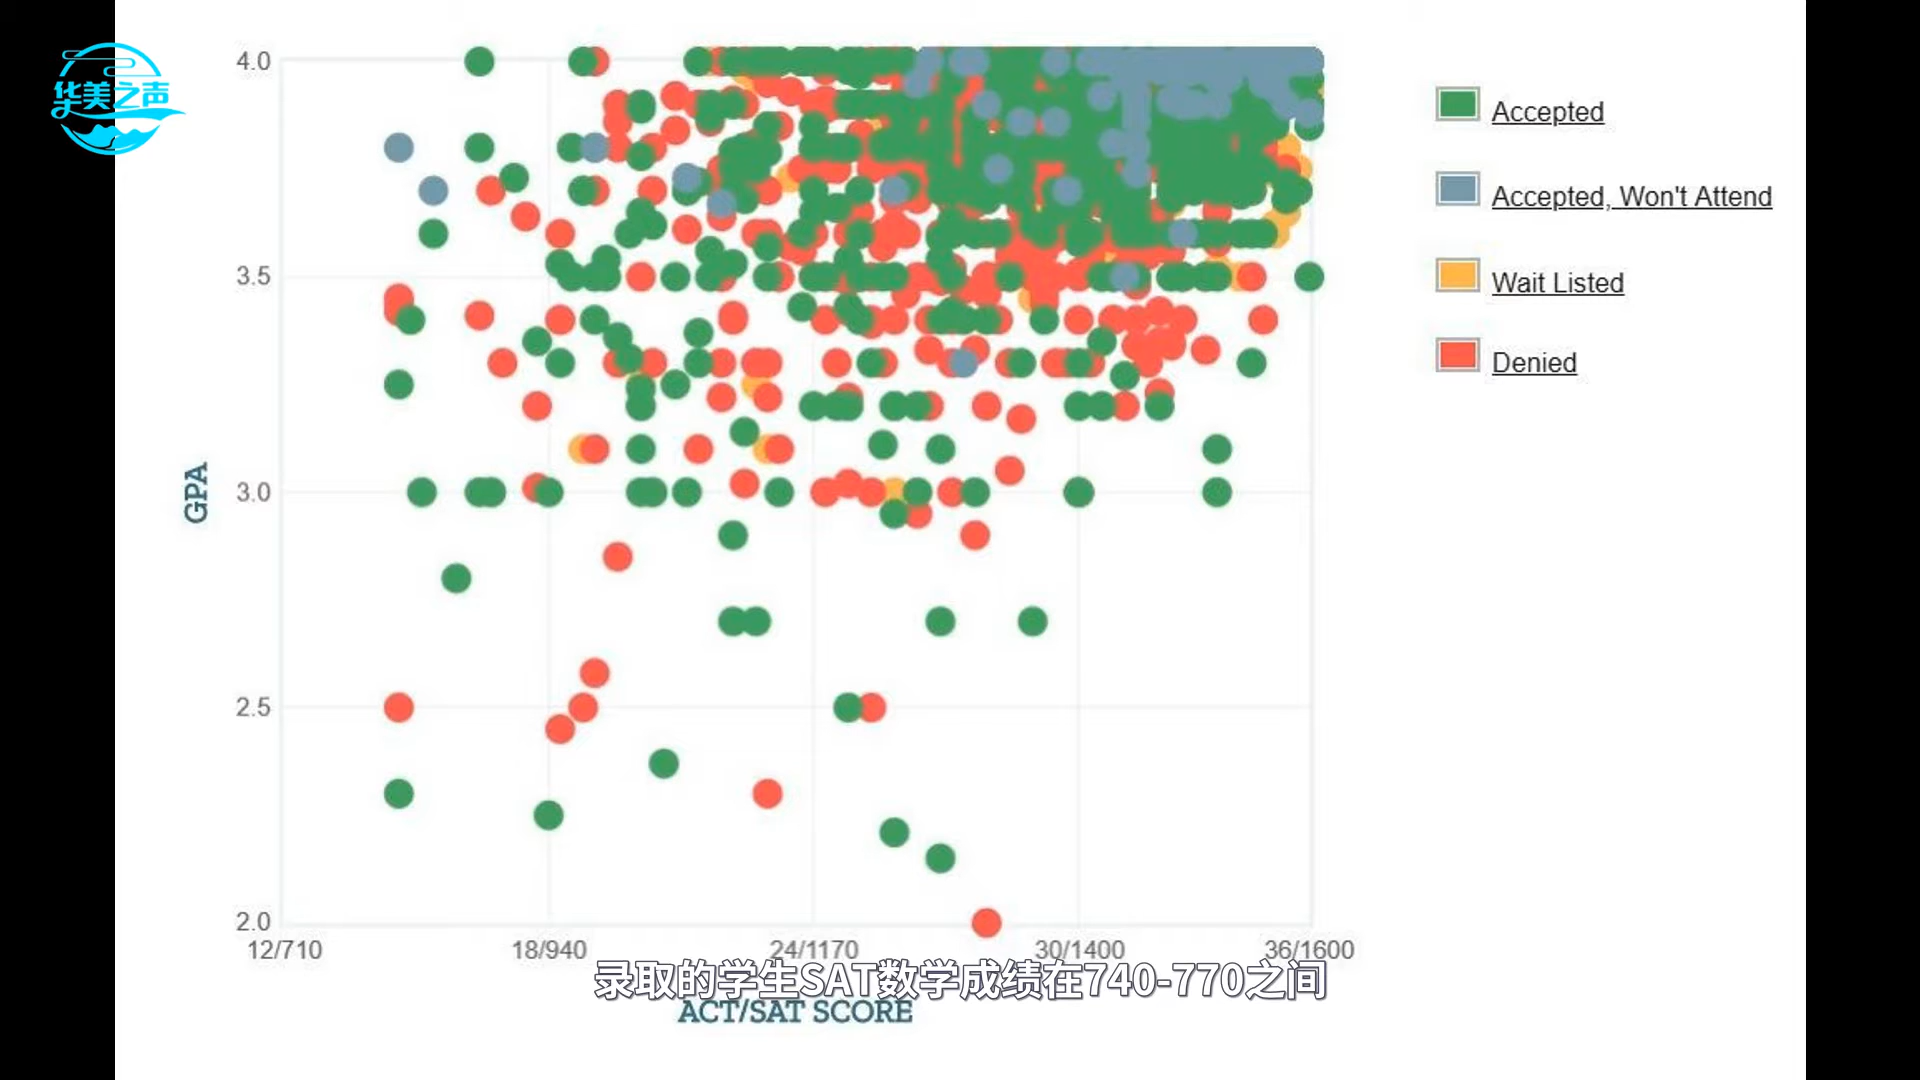 华美之声
4.0
3.5
3.0
2.5
2.0
GPA
12/710
18/940
24/1170
30/1400
36/1600
ACT/SAT SCORE
Accepted
Accepted, Won't Attend
Wait Listed
Denied
录取的学生SAT数学成绩在740-770之间